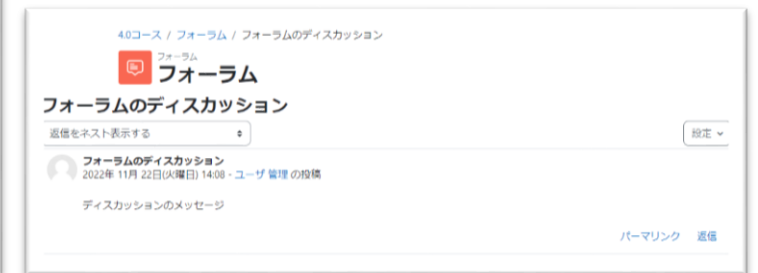 4.0コース / フォーラム / フォーラムのディスカッション
フォーラム
フォーラム
フォーラムのディスカッション
返信をネスト表示する
設定
フォーラムのディスカッション
2022年 11月 22日(火曜日) 14:08 - ユーザ 管理 の投稿
ディスカッションのメッセージ
パーマリンク 返信